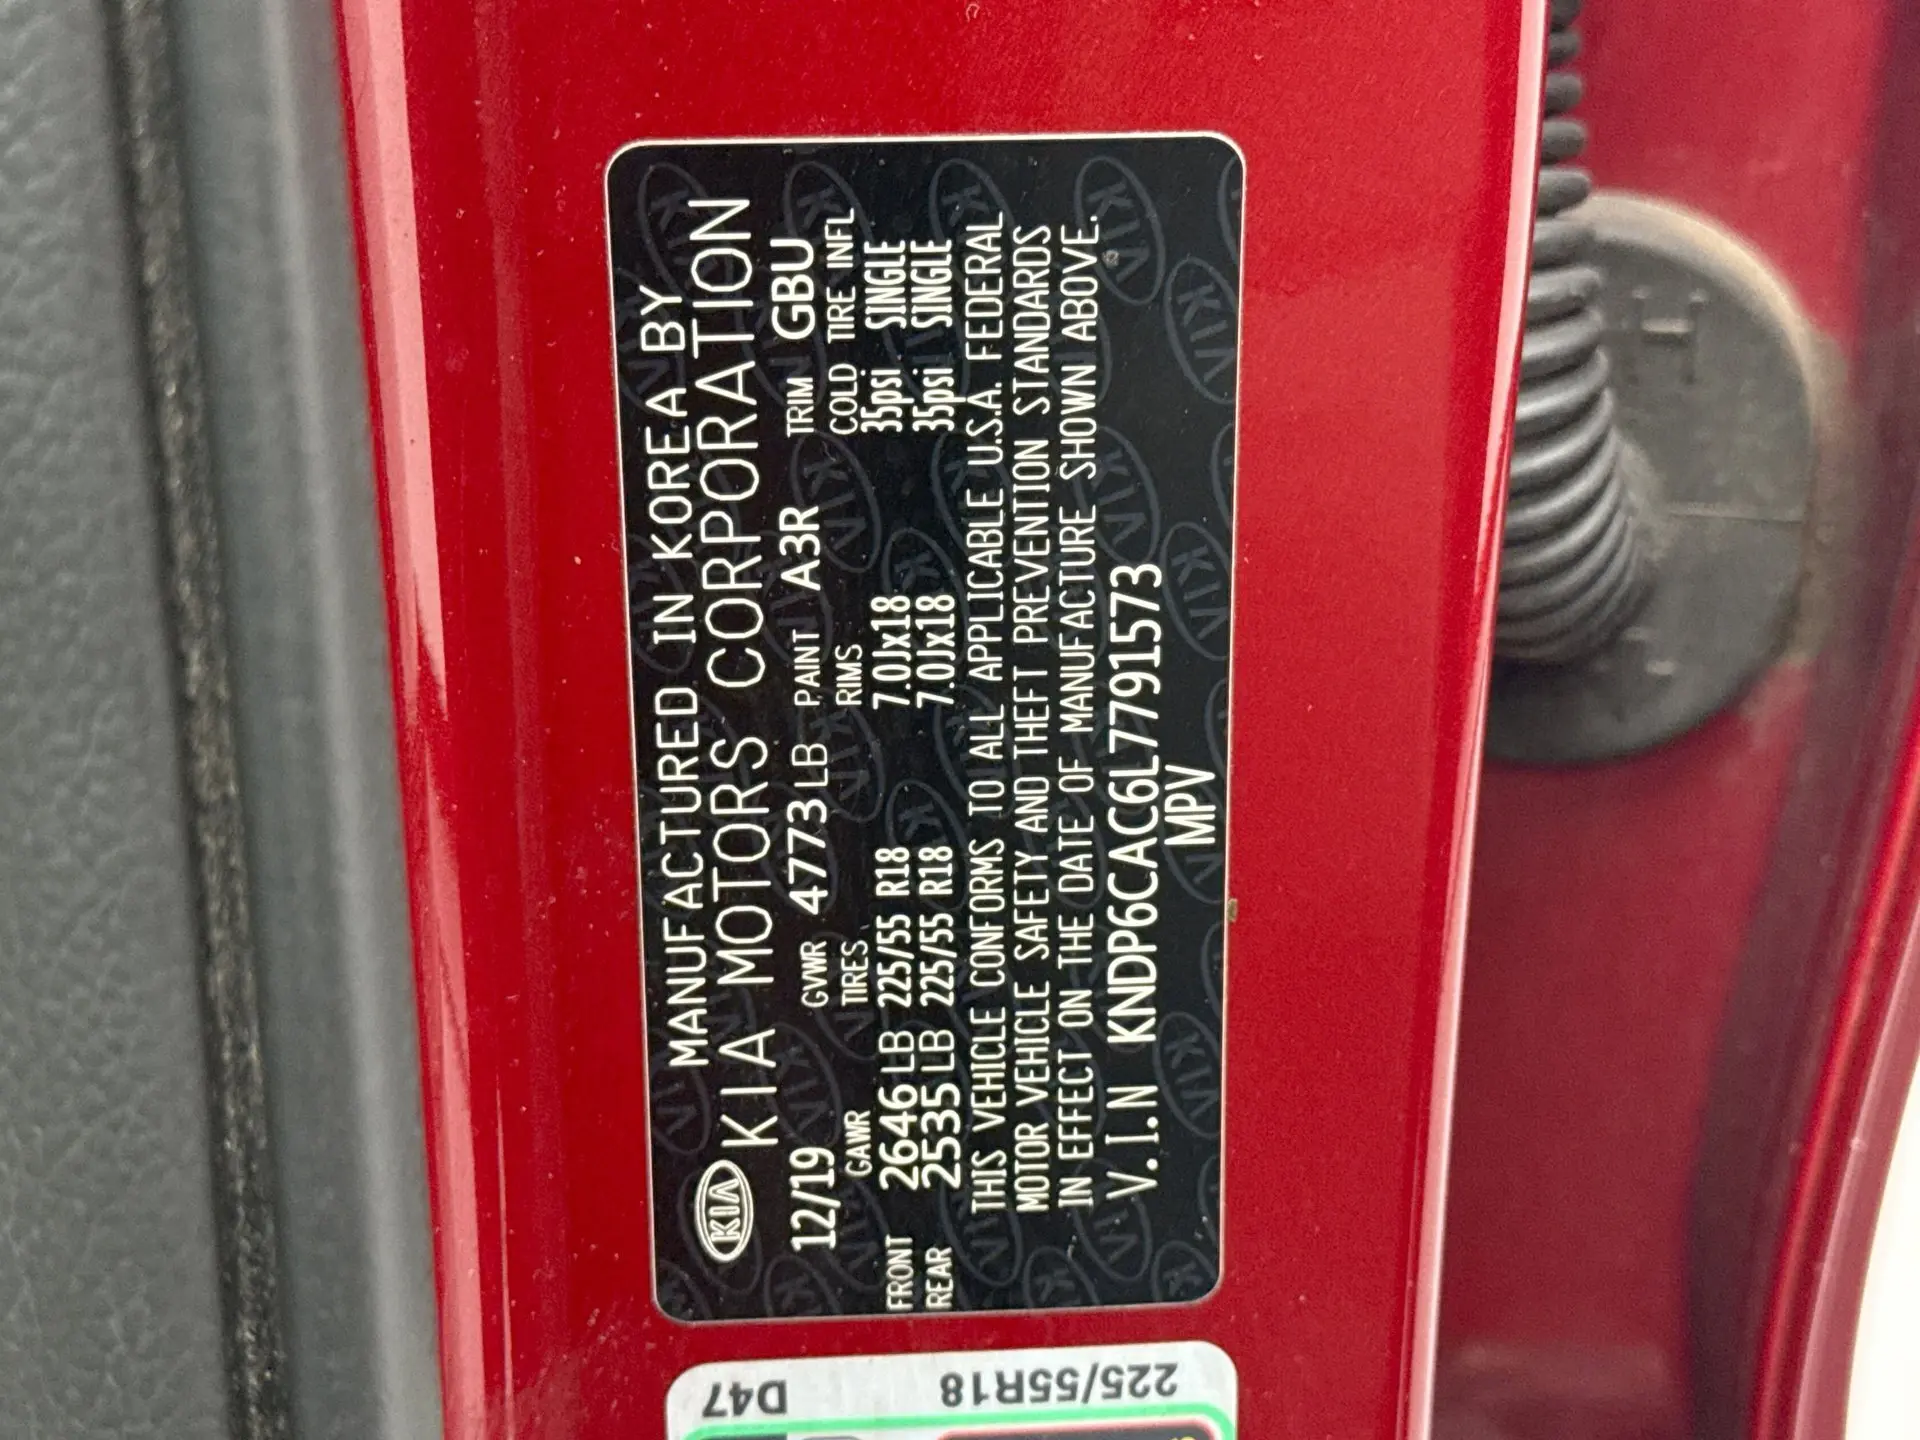 MANUFACTURED IN KOREA BY
KIA KIA MOTORS CORPORATION
12/19 GVWR 4773LB PAINT A3R TRIM GBU
GAWR TIRES RIMS COLD TIRE INFL
FRONT 2646LB 225/55 R18 7.0Jx18 35psi SINGLE
REAR 2535LB 225/55 R18 7.0Jx18 35psi SINGLE
THIS VEHICLE CONFORMS TO ALL APPLICABLE U.S.A. FEDERAL
MOTOR VEHICLE SAFETY AND THEFT PREVENTION STANDARDS
IN EFFECT ON THE DATE OF MANUFACTURE SHOWN ABOVE.
V.I.N KNDP6CAC6L7791573
MPV
225/55R18 D47